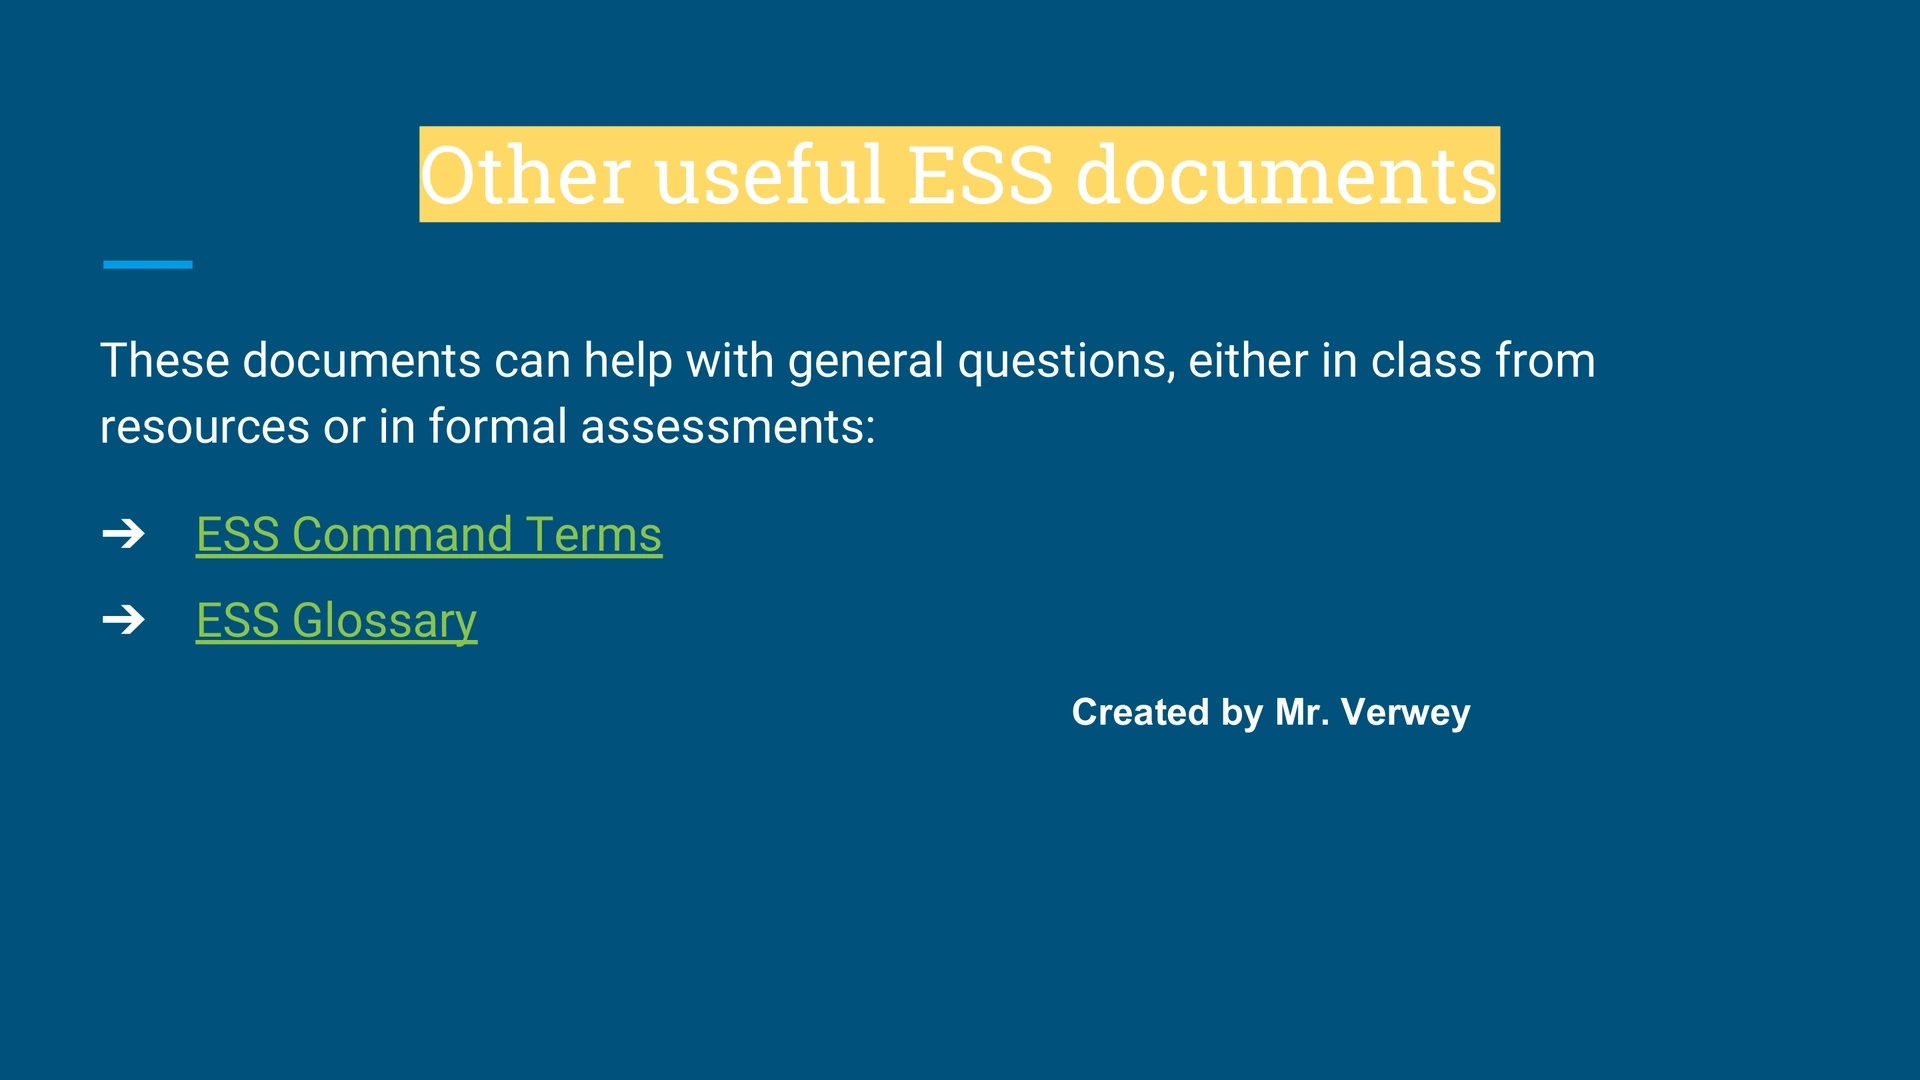 Other useful ESS documents
These documents can help with general questions, either in class from
resources or in formal assessments:
➔ ESS Command Terms
➔ ESS Glossary
Created by Mr. Verwey